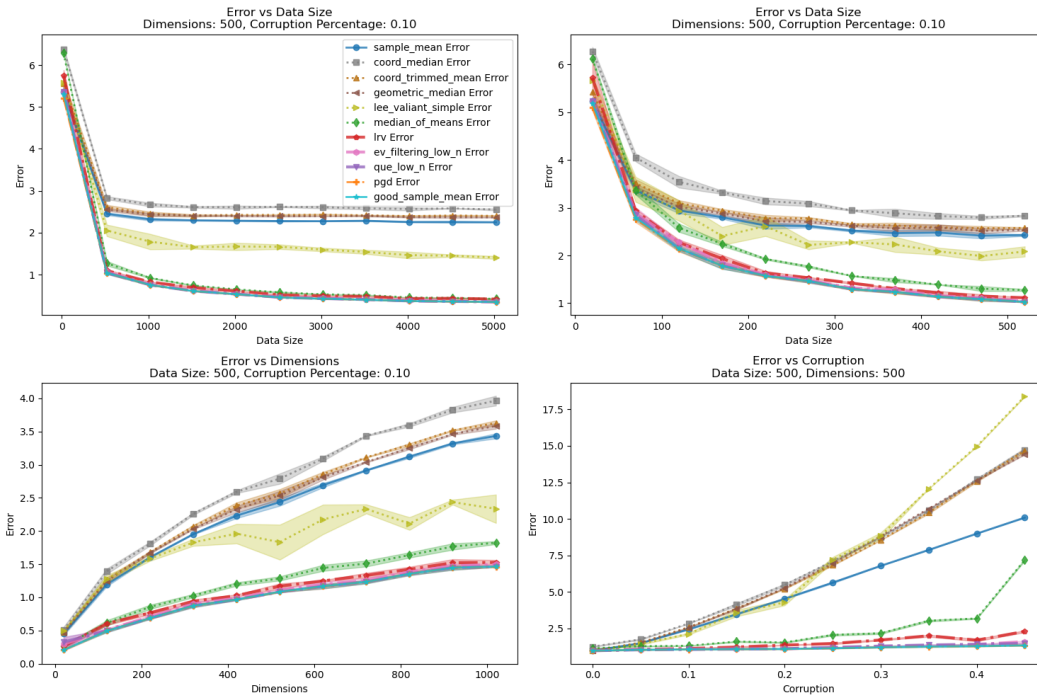 Error vs Data Size
Dimensions: 500, Corruption Percentage: 0.10
6
5
4
3
2
1
Error
0
1000
2000
3000
4000
5000
Data Size
sample_mean Error
coord_median Error
coord_trimmed_mean Error
geometric_median Error
lee_valiant_simple Error
median_of_means Error
lrv Error
ev_filtering_low_n Error
que_low_n Error
pgd Error
good_sample_mean Error
Error vs Data Size
Dimensions: 500, Corruption Percentage: 0.10
6
5
4
3
2
1
Error
0
100
200
300
400
500
Data Size
Error vs Dimensions
Data Size: 500, Corruption Percentage: 0.10
4.0
3.5
3.0
2.5
2.0
1.5
1.0
0.5
0.0
Error
0
200
400
600
800
1000
Dimensions
Error vs Corruption
Data Size: 500, Dimensions: 500
17.5
15.0
12.5
10.0
7.5
5.0
2.5
Error
0.0
0.1
0.2
0.3
0.4
Corruption